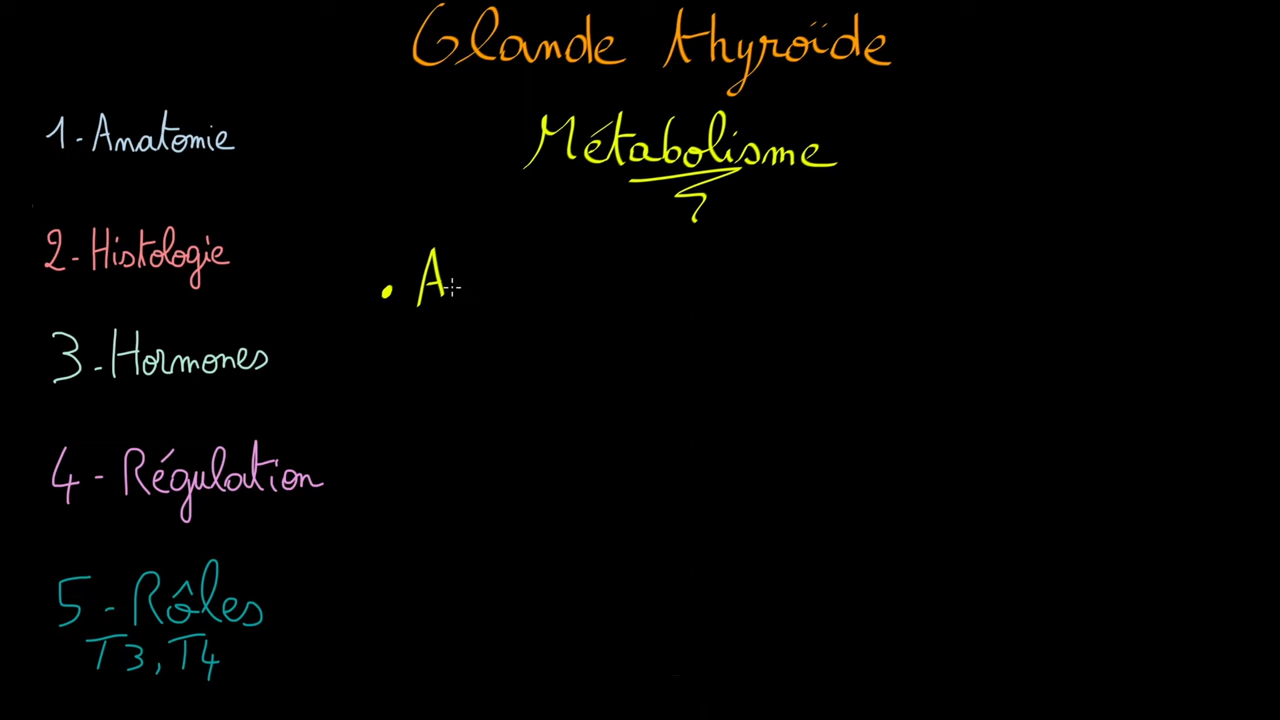 Glande thyroïde
Métabolisme
1-Anatomie
2-Histologie
3-Hormones
4-Régulation
5-Rôles
T3, T4
• A